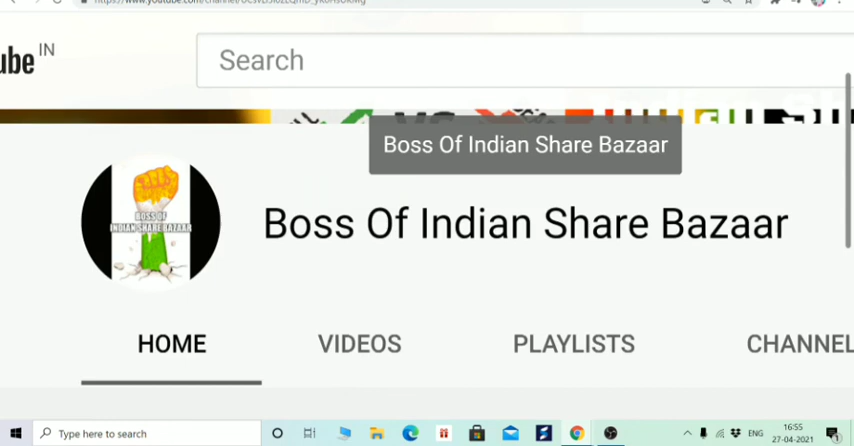 ube IN
Search
Boss Of Indian Share Bazaar
BOSS OF
INDIAN SHARE BAZAAR
Boss Of Indian Share Bazaar
HOME VIDEOS PLAYLISTS CHANNEL
Type here to search
ENG
16:55
27-04-2021